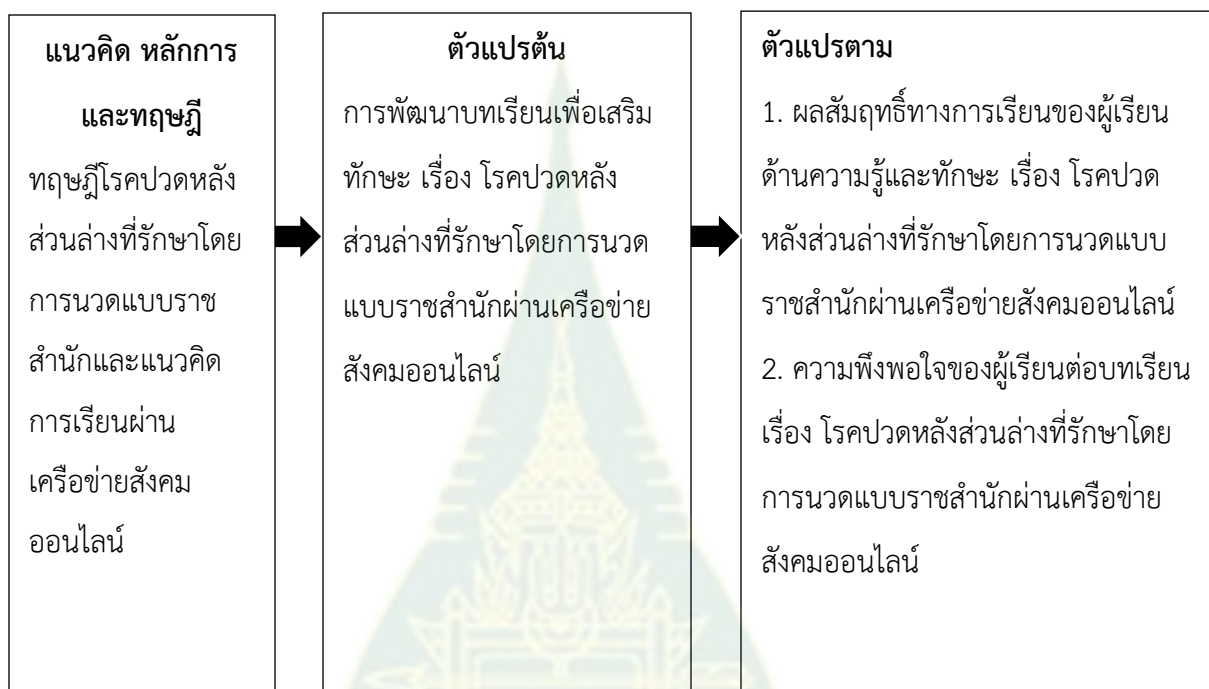 แนวคิด หลักการ
และทฤษฎี
ทฤษฎีโรคปวดหลัง
ส่วนล่างที่รักษาโดย
การนวดแบบราช
สำนักและแนวคิด
การเรียนผ่าน
เครือข่ายสังคม
ออนไลน์
ตัวแปรต้น
การพัฒนาบทเรียนเพื่อเสริม
ทักษะ เรื่อง โรคปวดหลัง
ส่วนล่างที่รักษาโดยการนวด
แบบราชสำนักผ่านเครือข่าย
สังคมออนไลน์
ตัวแปรตาม
1. ผลสัมฤทธิ์ทางการเรียนของผู้เรียน
ด้านความรู้และทักษะ เรื่อง โรคปวด
หลังส่วนล่างที่รักษาโดยการนวดแบบ
ราชสำนักผ่านเครือข่ายสังคมออนไลน์
2. ความพึงพอใจของผู้เรียนต่อบทเรียน
เรื่อง โรคปวดหลังส่วนล่างที่รักษาโดย
การนวดแบบราชสำนักผ่านเครือข่าย
สังคมออนไลน์